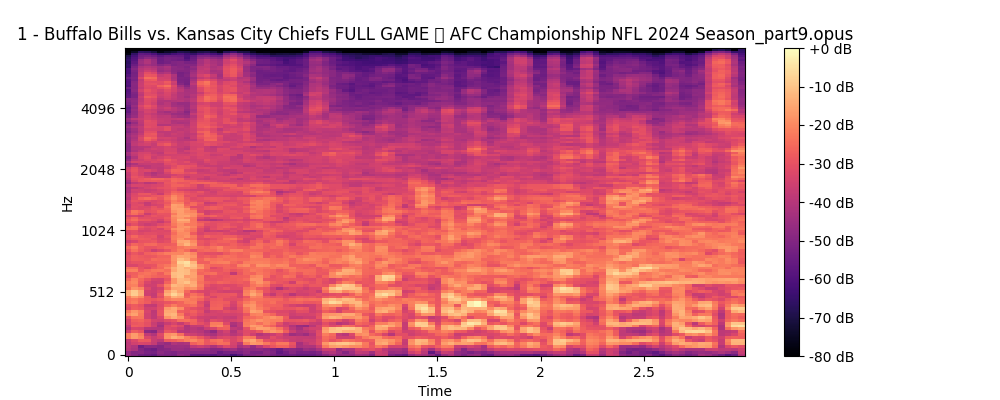 1 - Buffalo Bills vs. Kansas City Chiefs FULL GAME AFC Championship NFL 2024 Season_part9.opus
+0 dB
-10 dB
-20 dB
-30 dB
-40 dB
-50 dB
-60 dB
-70 dB
-80 dB
4096
2048
1024
512
0
Hz
0
0.5
1
1.5
2
2.5
Time